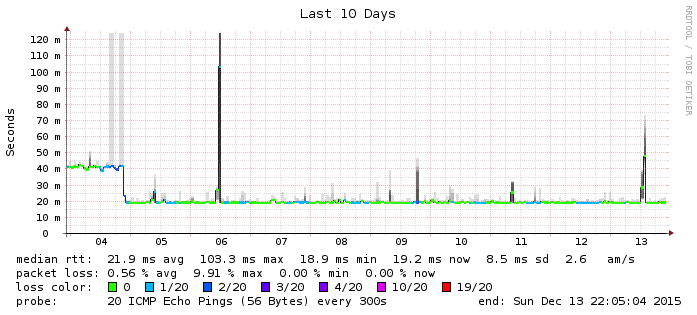 Last 10 Days
RRDTOOL / TOBI OETIKER
Seconds
120 m
110 m
100 m
90 m
80 m
70 m
60 m
50 m
40 m
30 m
20 m
10 m
0
04 05 06 07 08 09 10 11 12 13
median rtt: 21.9 ms avg 103.3 ms max 18.9 ms min 19.2 ms now 8.5 ms sd 2.6 am/s
packet loss: 0.56 % avg 9.91 % max 0.00 % min 0.00 % now
loss color: 0 1/20 2/20 3/20 4/20 10/20 19/20
probe: 20 ICMP Echo Pings (56 Bytes) every 300s end: Sun Dec 13 22:05:04 2015